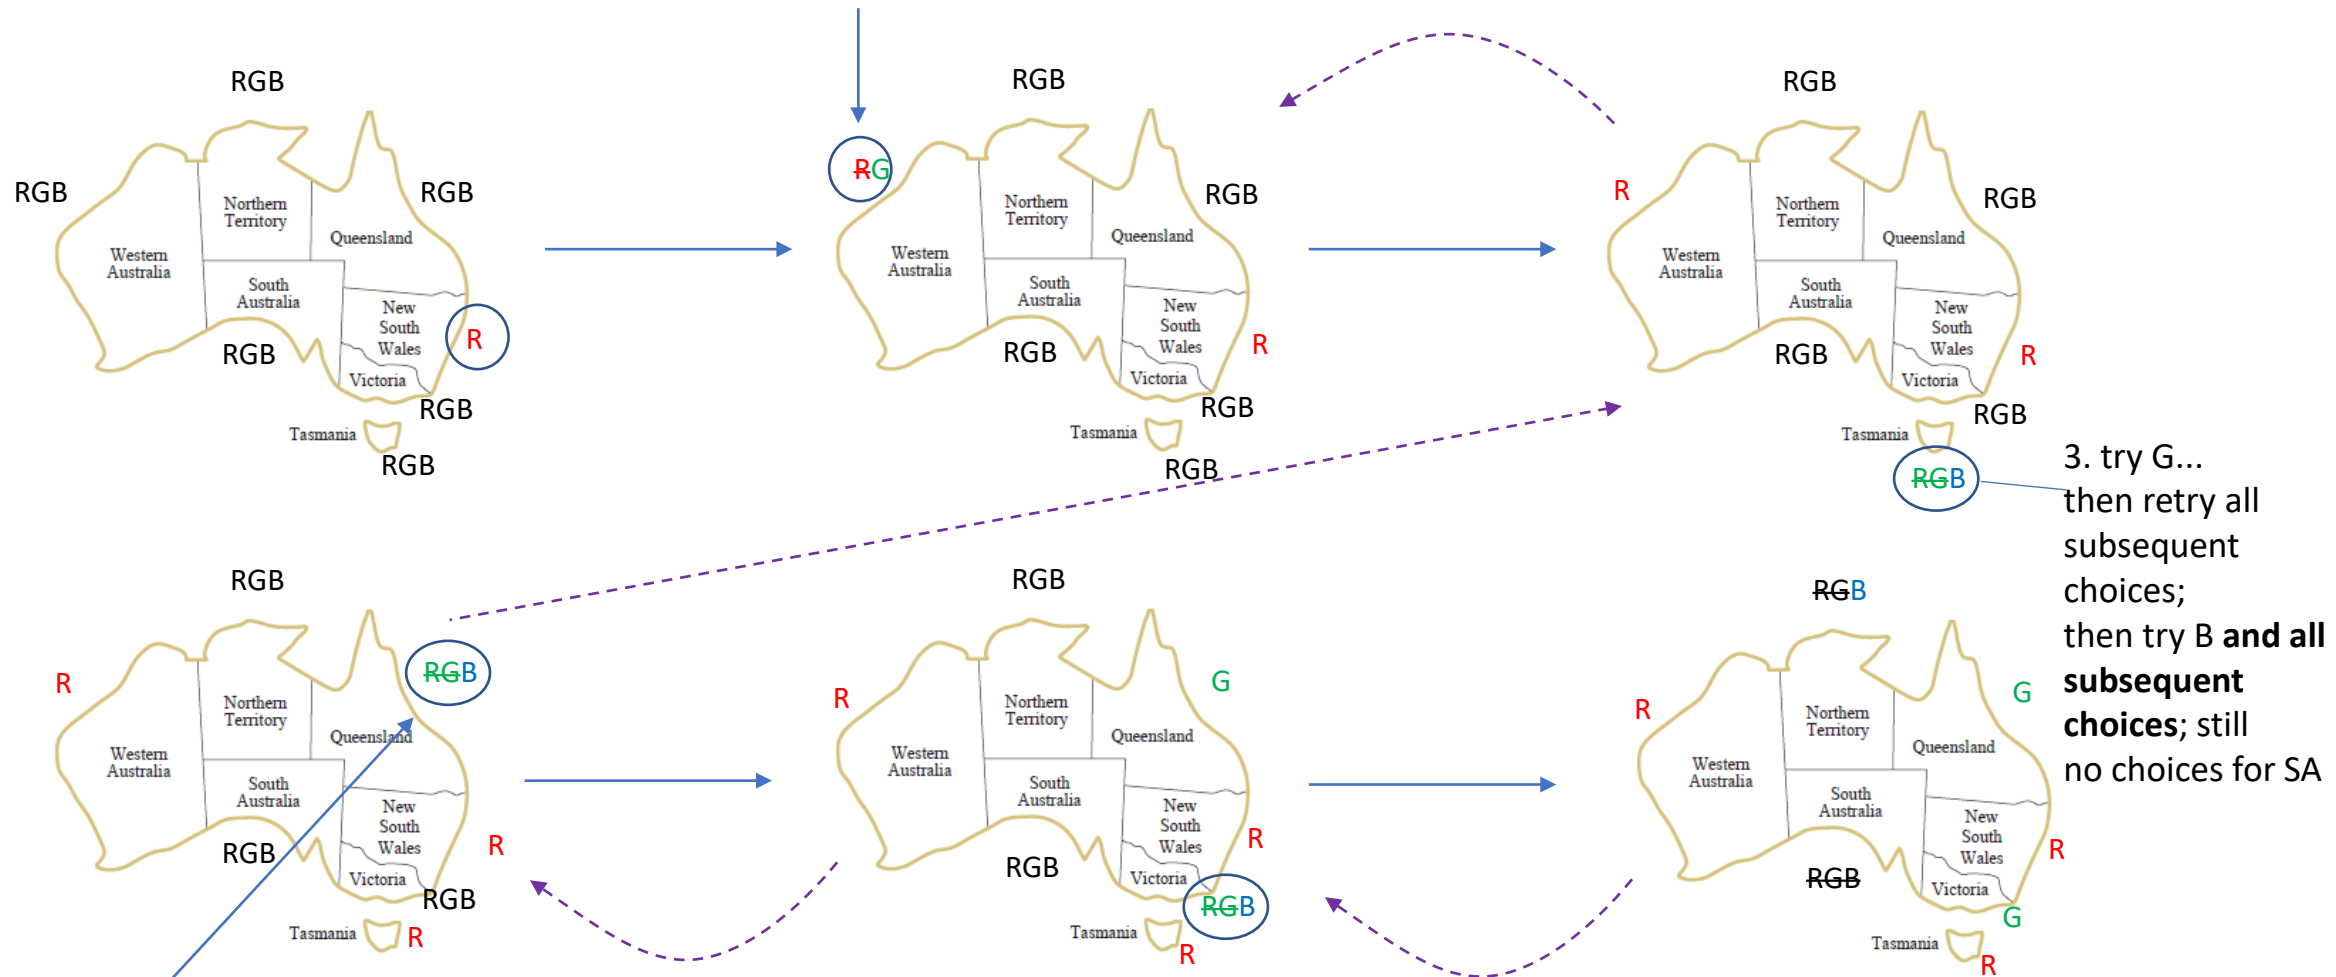 RGB
RGB
RGB
Northern
Territory
Queensland
Western
Australia
South
Australia
New
South
Wales
R
RGB
Victoria
RGB
Tasmania
RGB
RGB
RG
RGB
Northern
Territory
Queensland
Western
Australia
South
Australia
New
South
Wales
R
RGB
Victoria
RGB
Tasmania
RGB
RGB
R
RGB
Northern
Territory
Queensland
Western
Australia
South
Australia
New
South
Wales
R
RGB
Victoria
RGB
Tasmania
RGB
3. try G...
then retry all
subsequent
choices;
then try B and all
subsequent
choices; still
no choices for SA
RGB
R
RGB
Northern
Territory
Queensland
Western
Australia
South
Australia
New
South
Wales
R
RGB
Victoria
RGB
Tasmania
R
RGB
R
G
Northern
Territory
Queensland
Western
Australia
South
Australia
New
South
Wales
R
RGB
Victoria
RGB
Tasmania
R
RGB
R
G
Northern
Territory
Queensland
Western
Australia
South
Australia
New
South
Wales
R
RGB
Victoria
G
Tasmania
R